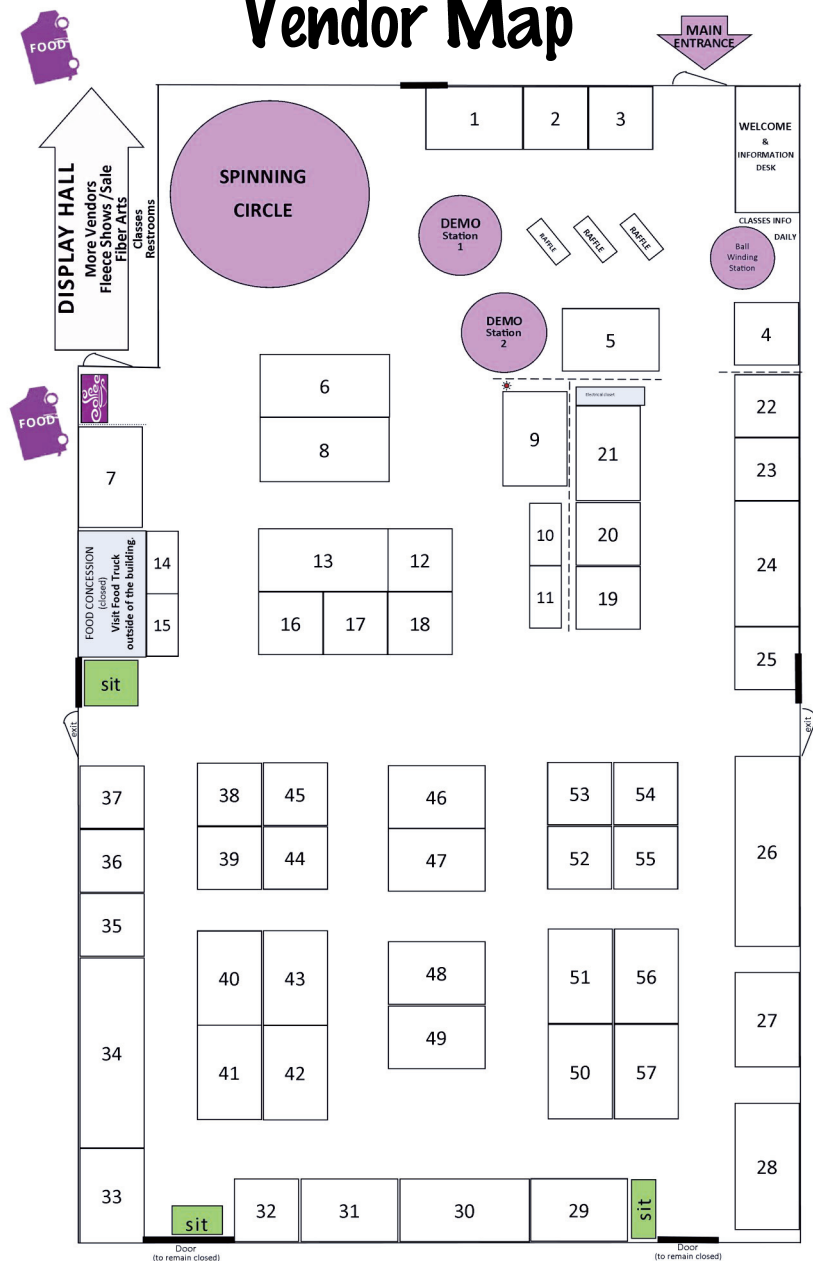 Vendor Map
FOOD
MAIN
ENTRANCE
DISPLAY HALL
More Vendors
Fleece Shows /Sale
Fiber Arts
Classes
Restrooms
SPINNING
CIRCLE
1
2
3
WELCOME
&
INFORMATION
DESK
CLASSES INFO
DAILY
Ball
Winding
Station
DEMO
Station
1
RAFFLE
RAFFLE
RAFFLE
DEMO
Station
2
5
4
6
8
Coffee
FOOD
7
9
Electrical closet
21
22
23
24
25
10
11
20
19
FOOD CONCESSION
(closed)
Visit Food Truck
outside of the building.
14
15
13
12
16
17
18
sit
exit
exit
37
36
35
34
33
38
45
39
44
46
47
53
54
52
55
26
40
43
41
42
48
49
51
56
50
57
27
28
sit
32
31
30
29
sit
Door
(to remain closed)
Door
(to remain closed)